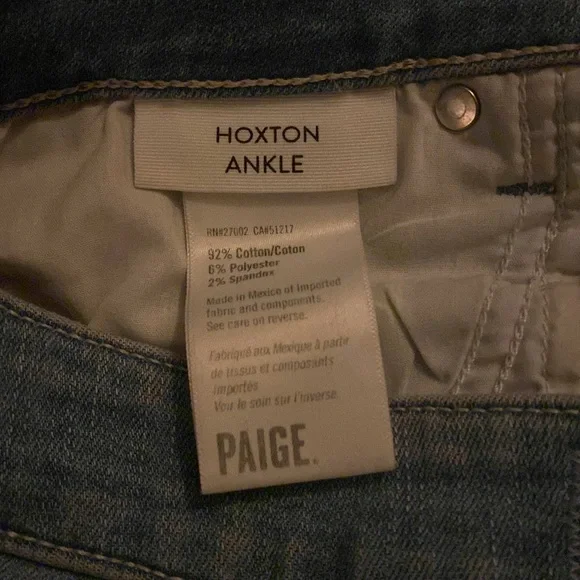 HOXTON
ANKLE
RN#27002 CA#51217
92% Cotton/Coton
6% Polyester
2% Spandex
Made in Mexico of imported
fabric and components.
See care on reverse.
Fabriqué aux Mexique à partir
de tissus et composants
importés
Voir le soin sur l'inverse.
PAIGE.